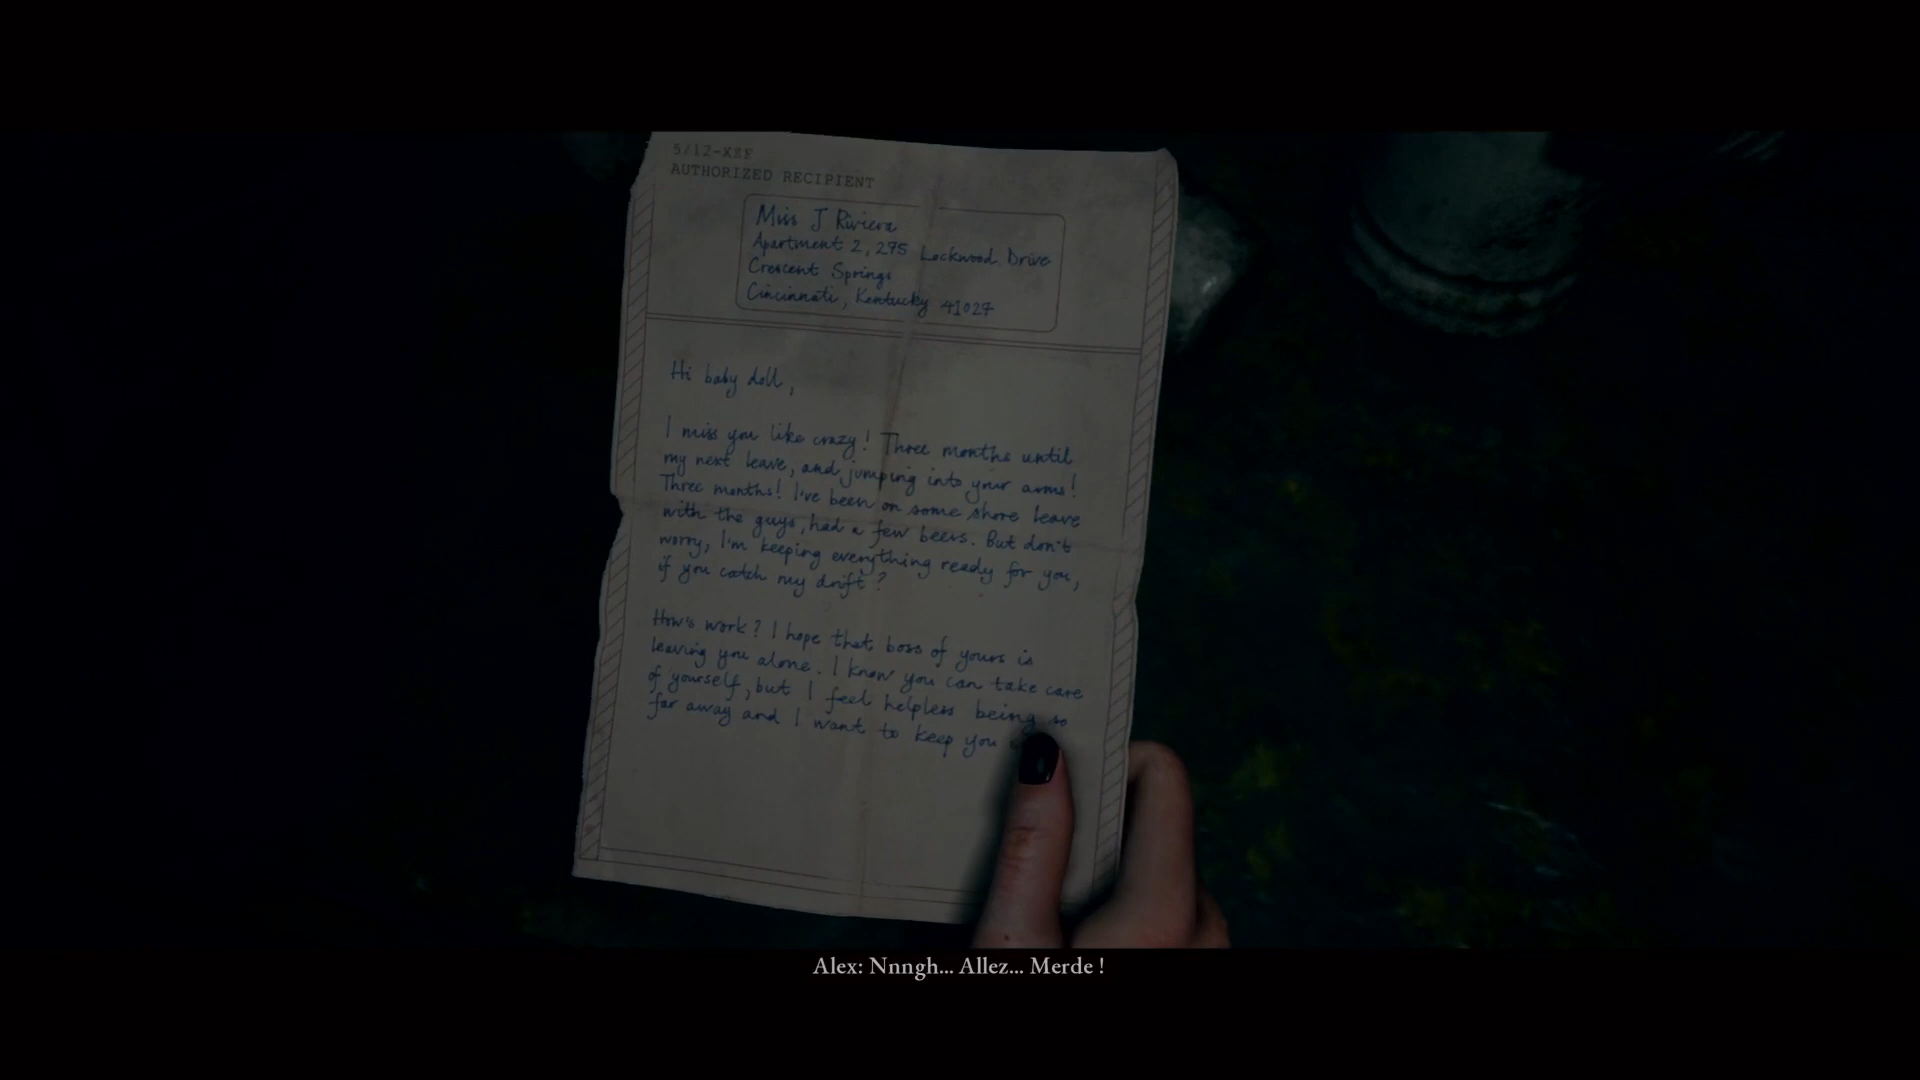 5/12-X8F
AUTHORIZED RECIPIENT
Miss J Riviera
Apartment 2, 275 Lockwood Drive
Crescent Springs
Cincinnati, Kentucky 41027
Hi baby doll,
I miss you like crazy! Three months until
my next leave, and jumping into your arms!
Three months! I've been on some shore leave
with the guys, had a few beers. But don't
worry, I'm keeping everything ready for you,
if you catch my drift?
How's work? I hope that boss of yours is
leaving you alone. I know you can take care
of yourself, but I feel helpless being so
far away and I want to keep you
Alex: Nnngh... Allez... Merde !